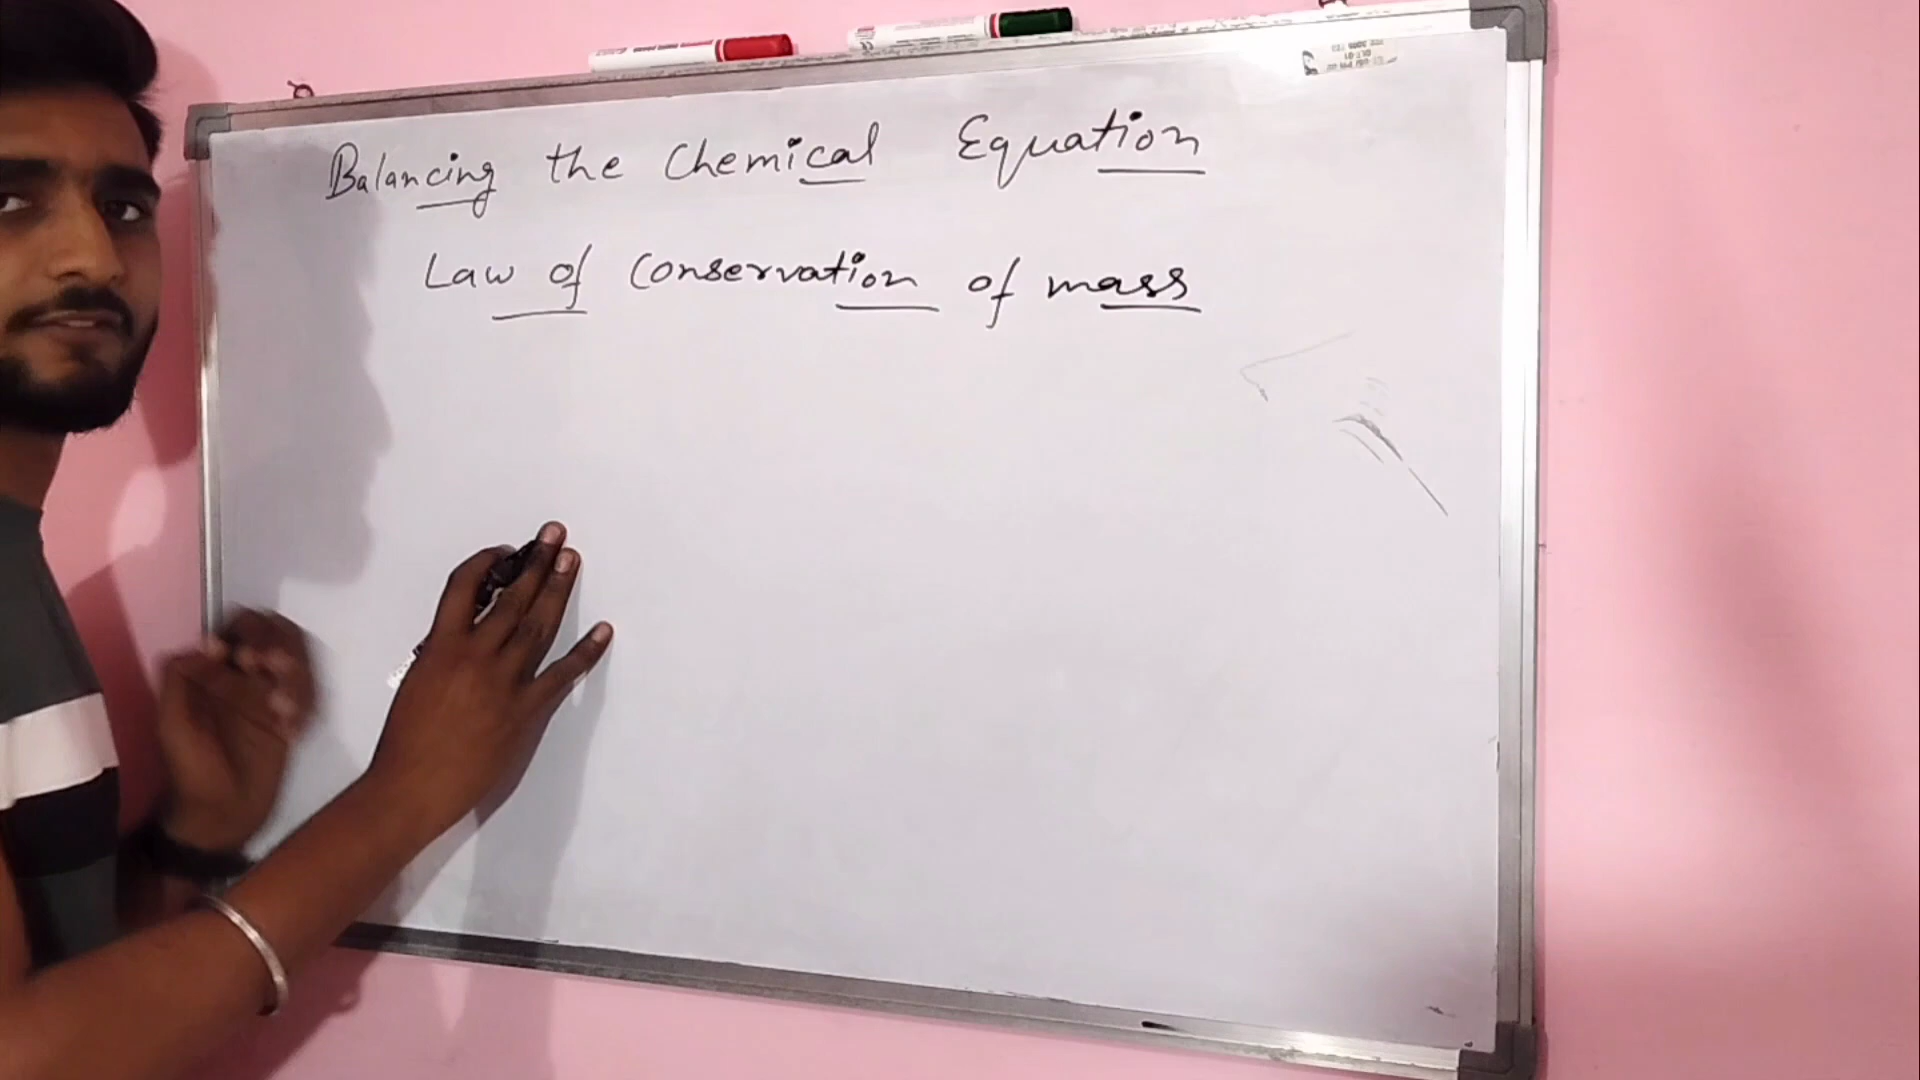 Balancing the Chemical Equation
Law of Conservation of mass